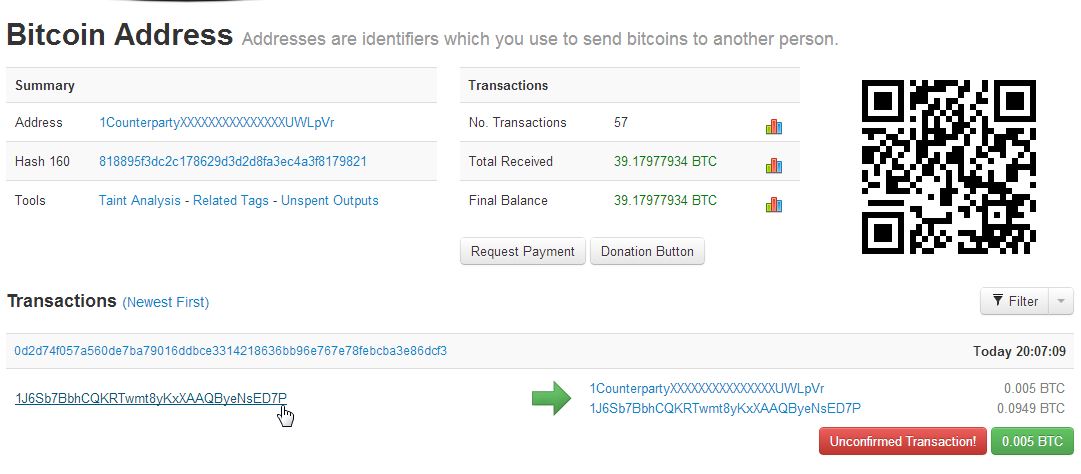 Bitcoin Address Addresses are identifiers which you use to send bitcoins to another person.
Summary
Address 1CounterpartyXXXXXXXXXXXXXXXUWLpVr
Hash 160 818895f3dc2c178629d3d2d8fa3ec4a3f8179821
Tools Taint Analysis - Related Tags - Unspent Outputs
Transactions
No. Transactions 57
Total Received 39.17977934 BTC
Final Balance 39.17977934 BTC
Request Payment Donation Button
Transactions (Newest First)
Filter
0d2d74f057a560de7ba79016ddbce3314218636bb96e767e78febcba3e86dcf3 Today 20:07:09
1J6Sb7BbhCQKRTwmt8yKxXAAQByeNsED7P
1CounterpartyXXXXXXXXXXXXXXXUWLpVr 0.005 BTC
1J6Sb7BbhCQKRTwmt8yKxXAAQByeNsED7P 0.0949 BTC
Unconfirmed Transaction! 0.005 BTC